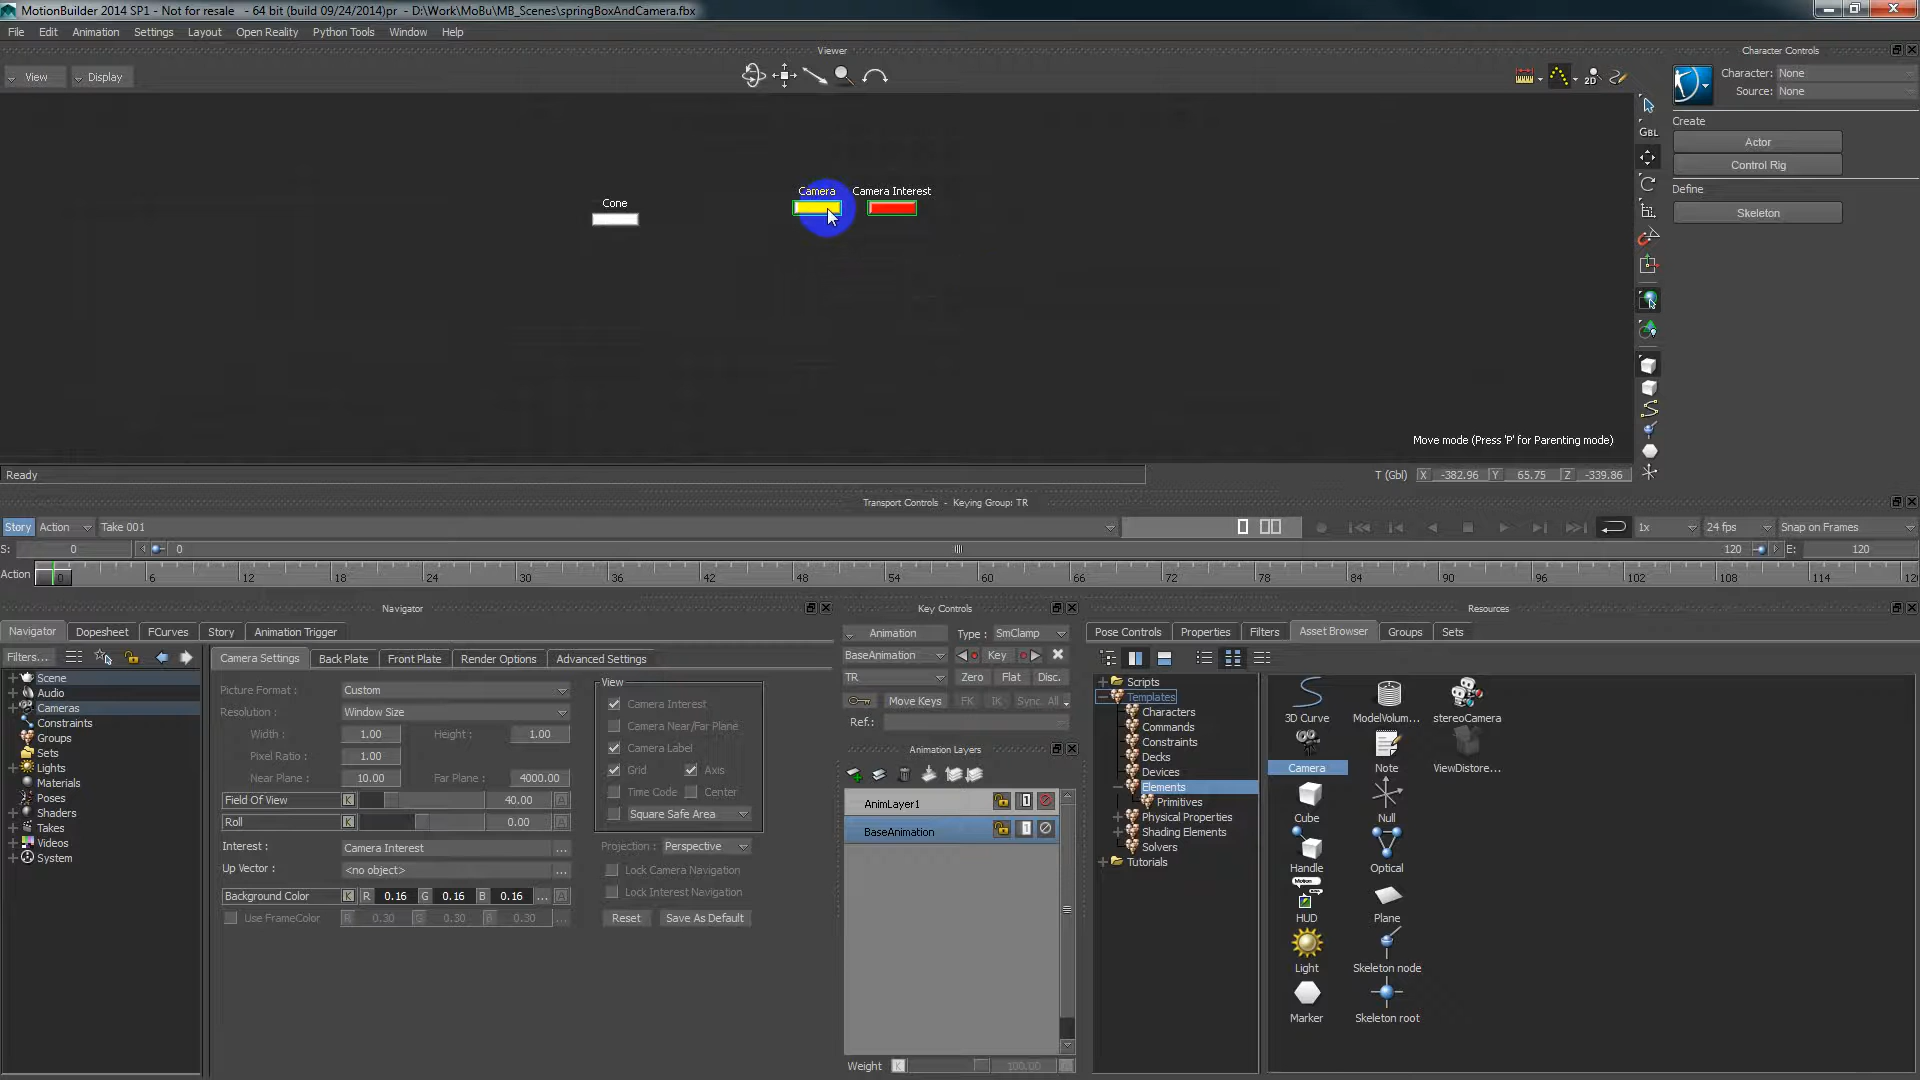 MotionBuilder 2014 SP1 - Not for resale - 64 bit (build 09/24/2014)pr - D:\Work\MoBu\MB_Scenes\springBoxAndCamera.fbx
File Edit Animation Settings Layout Open Reality Python Tools Window Help
Viewer
Character Controls
View Display
2D
Character: None
Source: None
Create
Actor
Control Rig
Define
Skeleton
GBL
Cone
Camera
Camera Interest
Move mode (Press 'P' for Parenting mode)
Ready
T (Gbl) X -382.96 Y 65.75 Z -339.86
Transport Controls - Keying Group: TR
Story Action Take 001
1x 24 fps Snap on Frames
S: 0 0 120 E: 120
Action 0 6 12 18 24 30 36 42 48 54 60 66 72 78 84 90 96 102 108 114 12
Navigator
Key Controls
Resources
Navigator Dopesheet FCurves Story Animation Trigger
Filters...
Scene
Audio
Cameras
Constraints
Groups
Sets
Lights
Materials
Poses
Shaders
Takes
Videos
System
Camera Settings Back Plate Front Plate Render Options Advanced Settings
Picture Format : Custom
Resolution : Window Size
Width : 1.00 Height : 1.00
Pixel Ratio : 1.00
Near Plane : 10.00 Far Plane : 4000.00
Field Of View K 40.00 A
Roll K 0.00 A
Interest : Camera Interest ...
Up Vector : <no object> ...
Background Color K R 0.16 G 0.16 B 0.16 ... A
Use FrameColor R 0.30 G 0.30 B 0.30 ...
View
Camera Interest
Camera Near/Far Plane
Camera Label
Grid Axis
Time Code Center
Square Safe Area
Projection : Perspective
Lock Camera Navigation
Lock Interest Navigation
Reset Save As Default
Animation Type : SmClamp
BaseAnimation Key
TR Zero Flat Disc.
Move Keys FK IK Sync. All
Ref.:
Animation Layers
AnimLayer1
BaseAnimation
Weight K 100.00
Pose Controls Properties Filters Asset Browser Groups Sets
Scripts
Templates
Characters
Commands
Constraints
Decks
Devices
Elements
Primitives
Physical Properties
Shading Elements
Solvers
Tutorials
3D Curve ModelVolum... stereoCamera
Camera Note ViewDistore...
Cube Null
Handle Optical
Motion
HUD Plane
Light Skeleton node
Marker Skeleton root